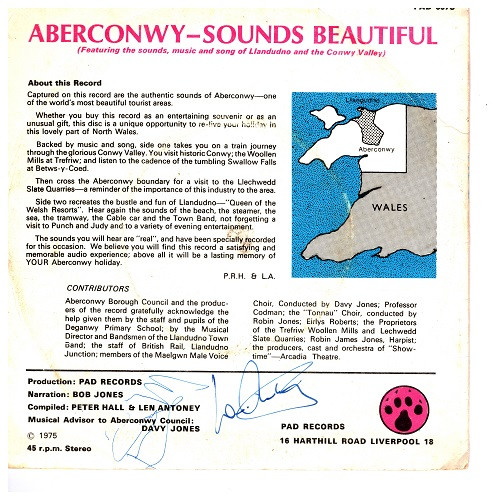 ABERCONWY—SOUNDS BEAUTIFUL
(Featuring the sounds, music and song of Llandudno and the Conwy Valley)
About this Record
Captured on this record are the authentic sounds of Aberconwy—one
of the world's most beautiful tourist areas.
Whether you buy this record as an entertaining souvenir or as an
unusual gift, this disc is a unique opportunity to re-live your holiday in
this lovely part of North Wales.
Backed by music and song, side one takes you on a train journey
through the glorious Conwy Valley. You visit historic Conwy; the Woollen
Mills at Trefriw; and listen to the cadence of the tumbling Swallow Falls
at Betws-y-Coed.
Then cross the Aberconwy boundary for a visit to the Llechwedd
Slate Quarries—a reminder of the importance of this industry to the area.
Side two recreates the bustle and fun of Llandudno—"Queen of the
Welsh Resorts". Hear again the sounds of the beach, the steamer, the
sea, the tramway, the Cable car and the Town Band, not forgetting a
visit to Punch and Judy and to a variety of evening entertainment.
The sounds you will hear are "real", and have been specially recorded
for this occasion. We believe you will find this record a satisfying and
memorable audio experience; above all it will be a lasting memory of
YOUR Aberconwy holiday.
P.R.H. & L.A.
Llandudno
Aberconwy
WALES
CONTRIBUTORS
Aberconwy Borough Council and the produc-
ers of the record gratefully acknowledge the
help given them by the staff and pupils of the
Deganwy Primary School; by the Musical
Director and Bandsmen of the Llandudno Town
Band; the staff of British Rail, Llandudno
Junction; members of the Maelgwn Male Voice
Choir, Conducted by Davy Jones; Professor
Codman; the "Tonnau" Choir, conducted by
Robin Jones; Eirlys Roberts; the Proprietors
of the Trefriw Woollen Mills and Lechwedd
Slate Quarries; Robin James Jones, Harpist;
the producers, cast and orchestra of "Show-
time"—Arcadia Theatre.
Production: PAD RECORDS
Narration: BOB JONES
Compiled: PETER HALL & LEN ANTONEY
Musical Advisor to Aberconwy Council:
DAVY JONES
© 1975
45 r.p.m. Stereo
PAD RECORDS
16 HARTHILL ROAD LIVERPOOL 18